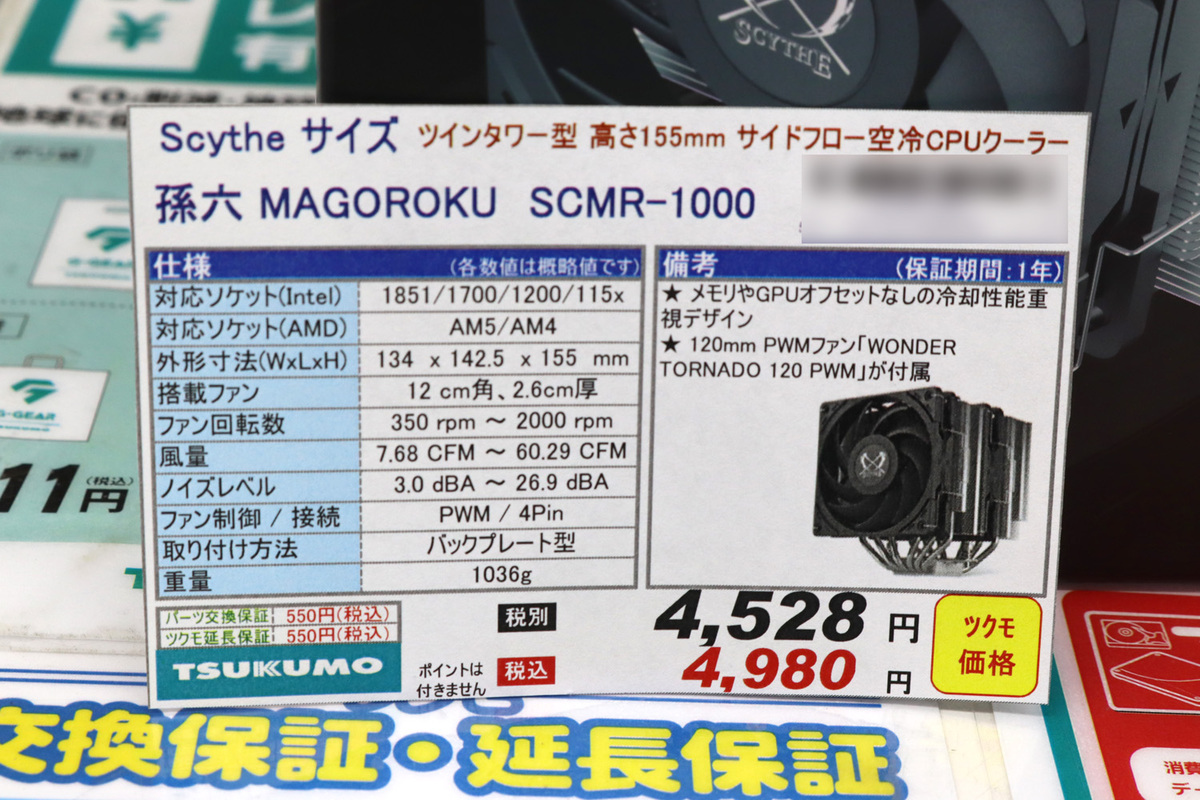 SCYTHE
Scythe サイズ ツインタワー型 高さ155mm サイドフロー空冷CPUクーラー
孫六 MAGOROKU SCMR-1000
仕様 (各数値は概略値です)
対応ソケット(Intel) 1851/1700/1200/115x
対応ソケット(AMD) AM5/AM4
外形寸法(WxLxH) 134 x 142.5 x 155 mm
搭載ファン 12 cm角、2.6cm厚
ファン回転数 350 rpm ～ 2000 rpm
風量 7.68 CFM ～ 60.29 CFM
ノイズレベル 3.0 dBA ～ 26.9 dBA
ファン制御 / 接続 PWM / 4Pin
取り付け方法 バックプレート型
重量 1036g
備考 (保証期間:1年)
★ メモリやGPUオフセットなしの冷却性能重
視デザイン
★ 120mm PWMファン「WONDER
TORNADO 120 PWM」が付属
パーツ交換保証 550円(税込)
ツクモ延長保証 550円(税込)
TSUKUMO
ポイントは
付きません
税別 4,528 円
税込 4,980 円
ツクモ
価格
G-GEAR
11円
(税込)
交換保証・延長保証
消費